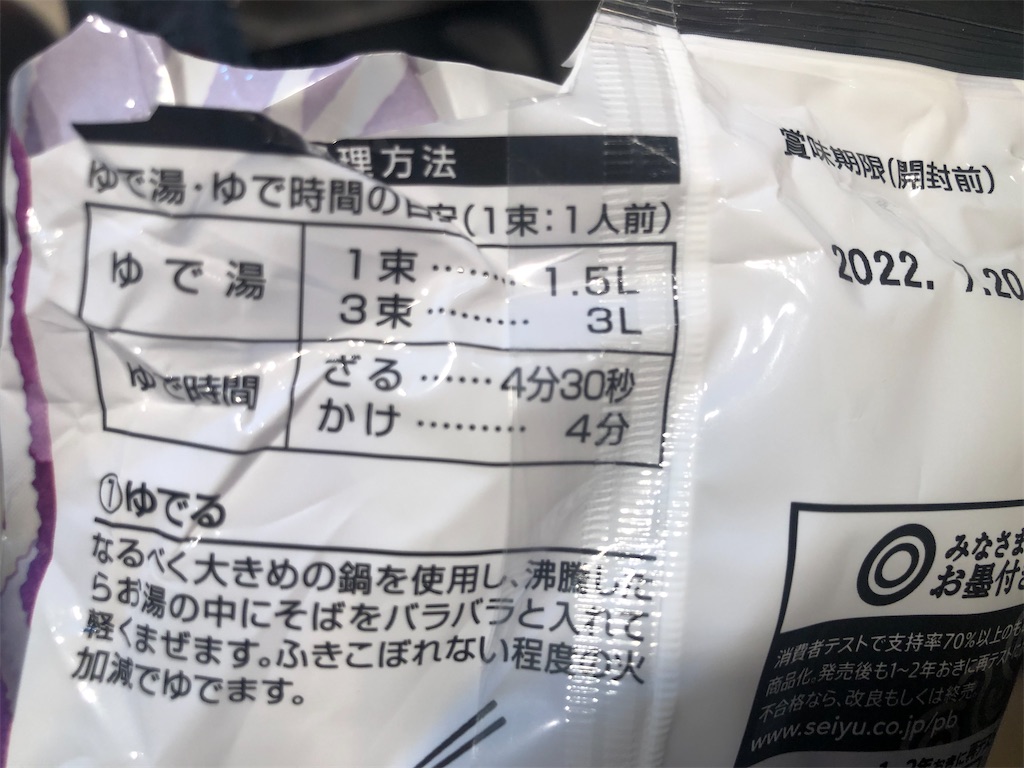 理方法
ゆで湯・ゆで時間の目安(1束:1人前)
ゆで湯
1束……… 1.5L
3束……… 3L
ゆで時間
ざる……4分30秒
かけ……… 4分
①ゆでる
なるべく大きめの鍋を使用し、沸騰した
らお湯の中にそばをバラバラと入れて
軽くまぜます。ふきこぼれない程度の火
加減でゆでます。
賞味期限(開封前)
2022. .20
みなさま
お墨付き
消費者テストで支持率70%以上の
商品化。発売後も1~2年おきに再テスト
不合格なら、改良もしくは終売
www.seiyu.co.jp/pb